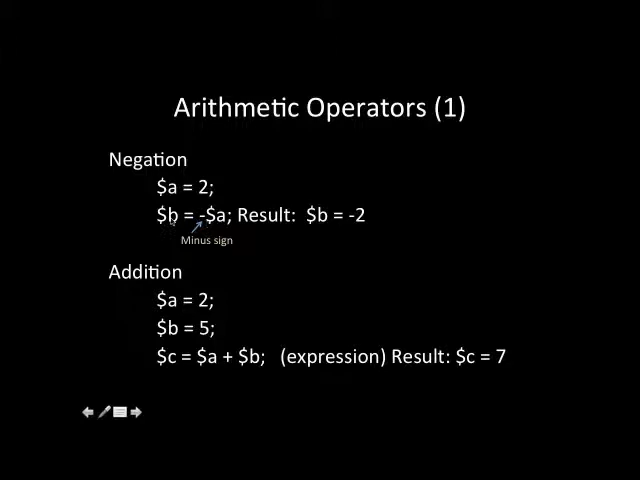 Arithmetic Operators (1)
Negation
$a = 2;
$b = -$a; Result:  $b = -2
Minus sign
Addition
$a = 2;
$b = 5;
$c = $a + $b;   (expression) Result: $c = 7